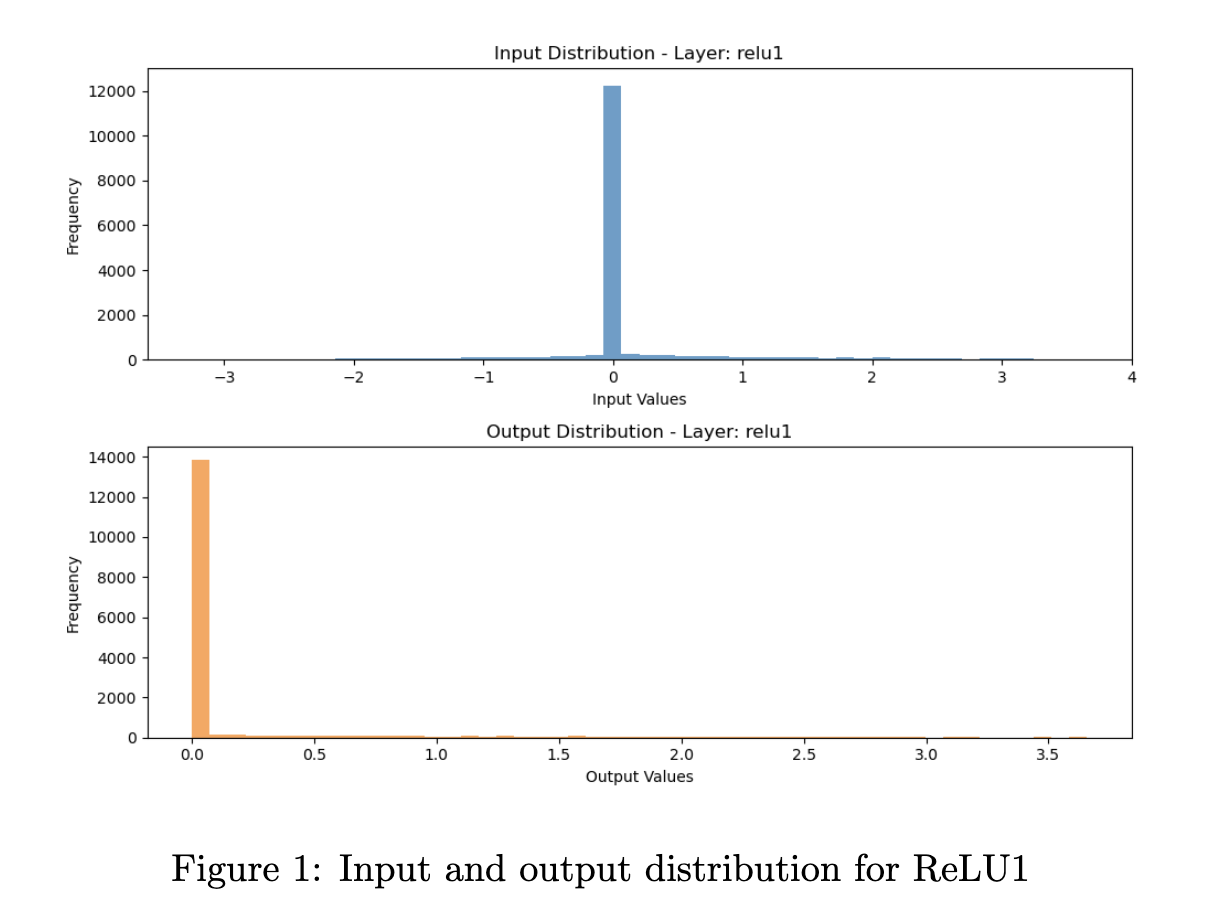 Input Distribution - Layer: relu1
12000
10000
8000
6000
4000
2000
0
Frequency
−3 −2 −1 0 1 2 3 4
Input Values
Output Distribution - Layer: relu1
14000
12000
10000
8000
6000
4000
2000
0
Frequency
0.0 0.5 1.0 1.5 2.0 2.5 3.0 3.5
Output Values
Figure 1: Input and output distribution for ReLU1